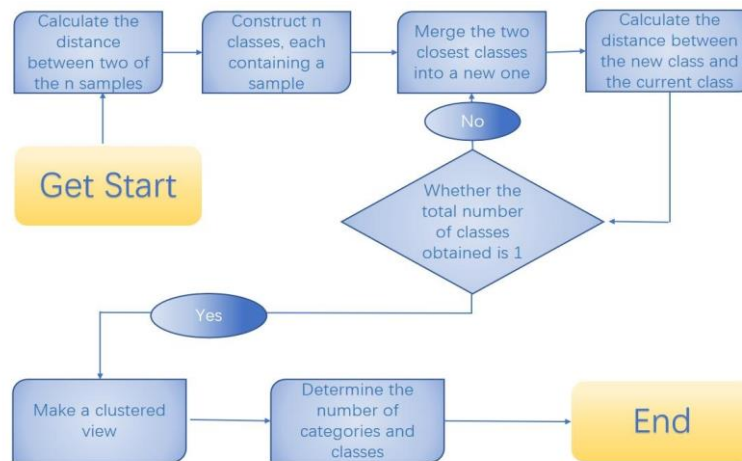 Calculate the
distance
between two of
the n samples
Construct n
classes, each
containing a
sample
Merge the two
closest classes
into a new one
Calculate the
distance between
the new class and
the current class
No
Get Start
Whether the
total number
of classes
obtained is 1
Yes
Make a clustered
view
Determine the
number of
categories and
classes
End